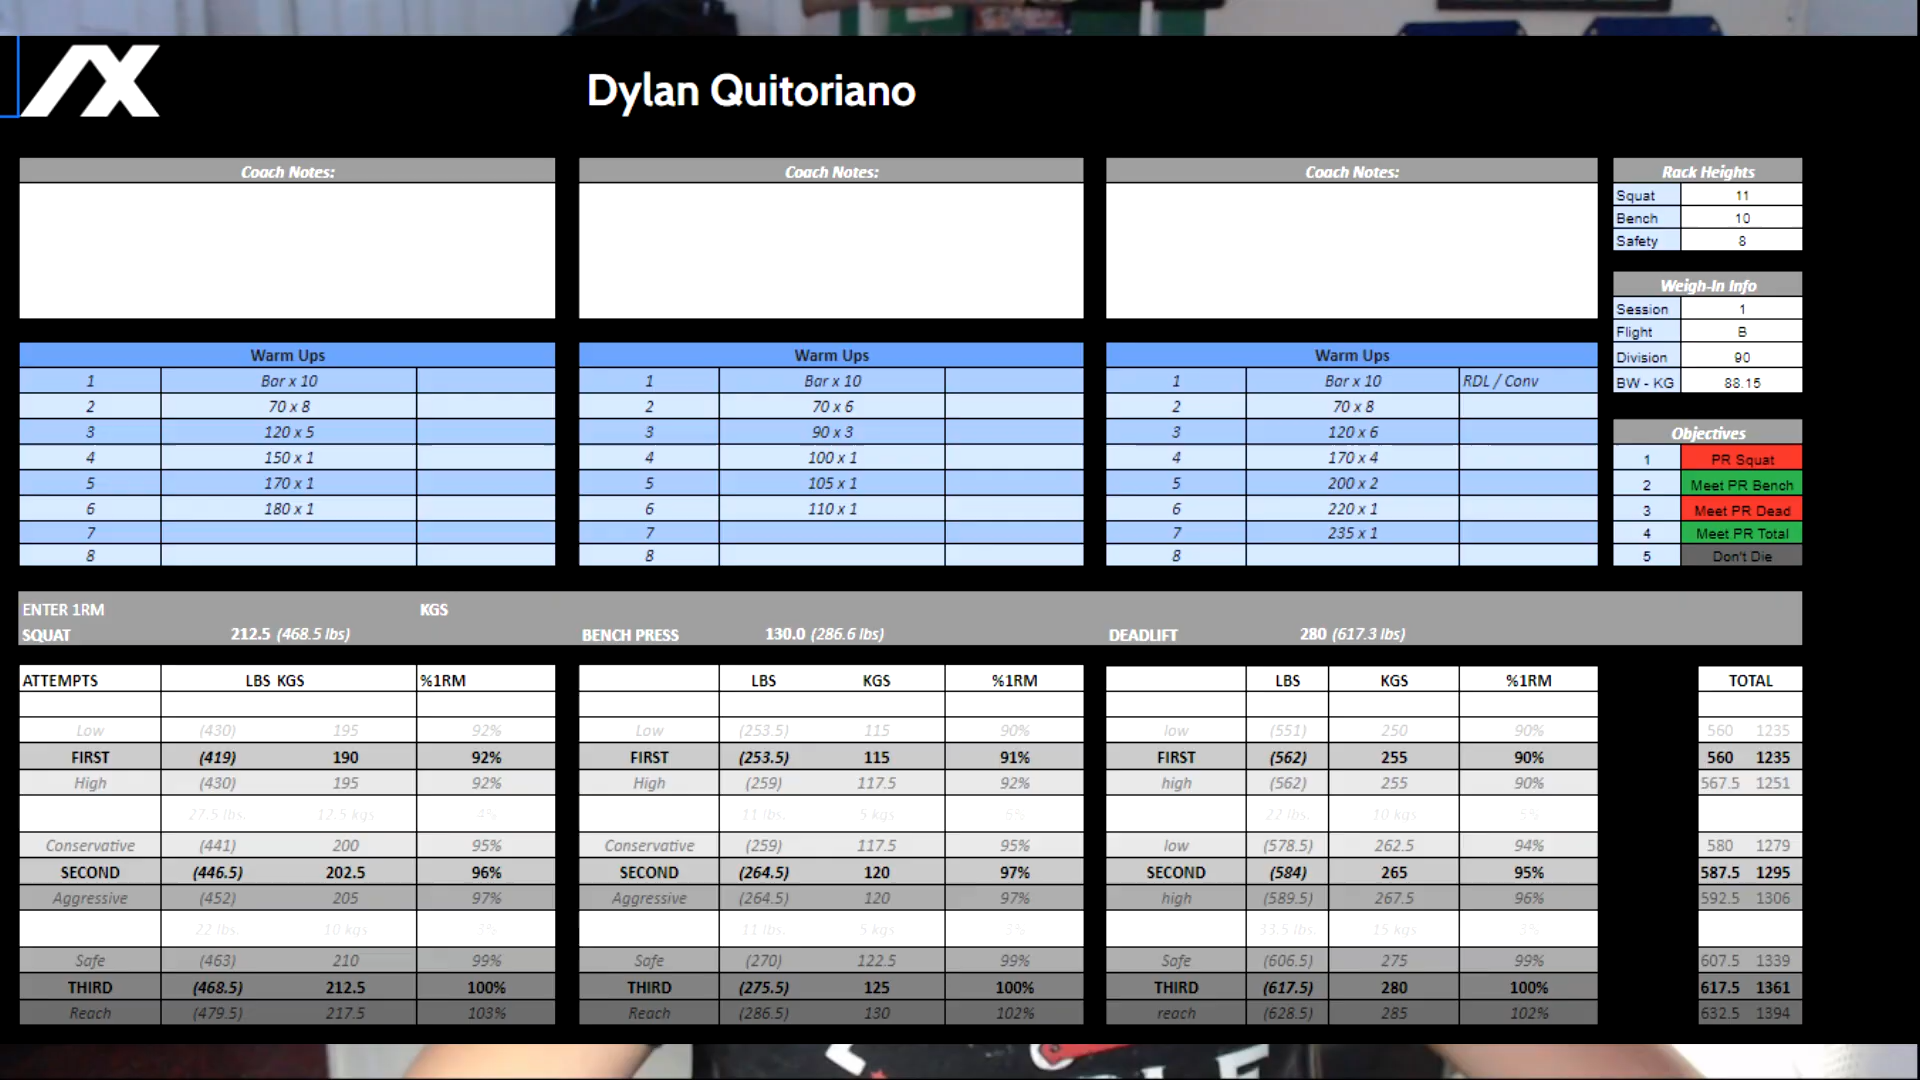 Dylan Quitoriano
Coach Notes: Coach Notes: Coach Notes: Rack Heights
Squat 11
Bench 10
Safety 8
Weigh-In Info
Session 1
Flight B
Division 90
BW - KG 88.15
Warm Ups Warm Ups Warm Ups
1 Bar x 10 1 Bar x 10 1 Bar x 10 RDL / Conv
2 70 x 8 2 70 x 6 2 70 x 8
3 120 x 5 3 90 x 3 3 120 x 6
4 150 x 1 4 100 x 1 4 170 x 4
5 170 x 1 5 105 x 1 5 200 x 2
6 180 x 1 6 110 x 1 6 220 x 1
7 7 7 235 x 1
8 8 8
Objectives
1 PR Squat
2 Meet PR Bench
3 Meet PR Dead
4 Meet PR Total
5 Don't Die
ENTER 1RM KGS
SQUAT 212.5 (468.5 lbs) BENCH PRESS 130.0 (286.6 lbs) DEADLIFT 280 (617.3 lbs)
ATTEMPTS LBS KGS %1RM LBS KGS %1RM LBS KGS %1RM TOTAL
Low (430) 195 92% Low (253.5) 115 90% low (551) 250 90% 560 1235
FIRST (419) 190 92% FIRST (253.5) 115 91% FIRST (562) 255 90% 560 1235
High (430) 195 92% High (259) 117.5 92% high (562) 255 90% 567.5 1251
27.5 lbs. 12.5 kgs 4% 11 lbs. 5 kgs 22 lbs. 10 kgs 5%
Conservative (441) 200 95% Conservative (259) 117.5 95% low (578.5) 262.5 94% 580 1279
SECOND (446.5) 202.5 96% SECOND (264.5) 120 97% SECOND (584) 265 95% 587.5 1295
Aggressive (452) 205 97% Aggressive (264.5) 120 97% high (589.5) 267.5 96% 592.5 1306
22 lbs. 10 kgs 3% 11 lbs. 5 kgs 3% 33.5 lbs. 15 kgs 3%
Safe (463) 210 99% Safe (270) 122.5 99% Safe (606.5) 275 99% 607.5 1339
THIRD (468.5) 212.5 100% THIRD (275.5) 125 100% THIRD (617.5) 280 100% 617.5 1361
Reach (479.5) 217.5 103% Reach (286.5) 130 102% reach (628.5) 285 102% 632.5 1394